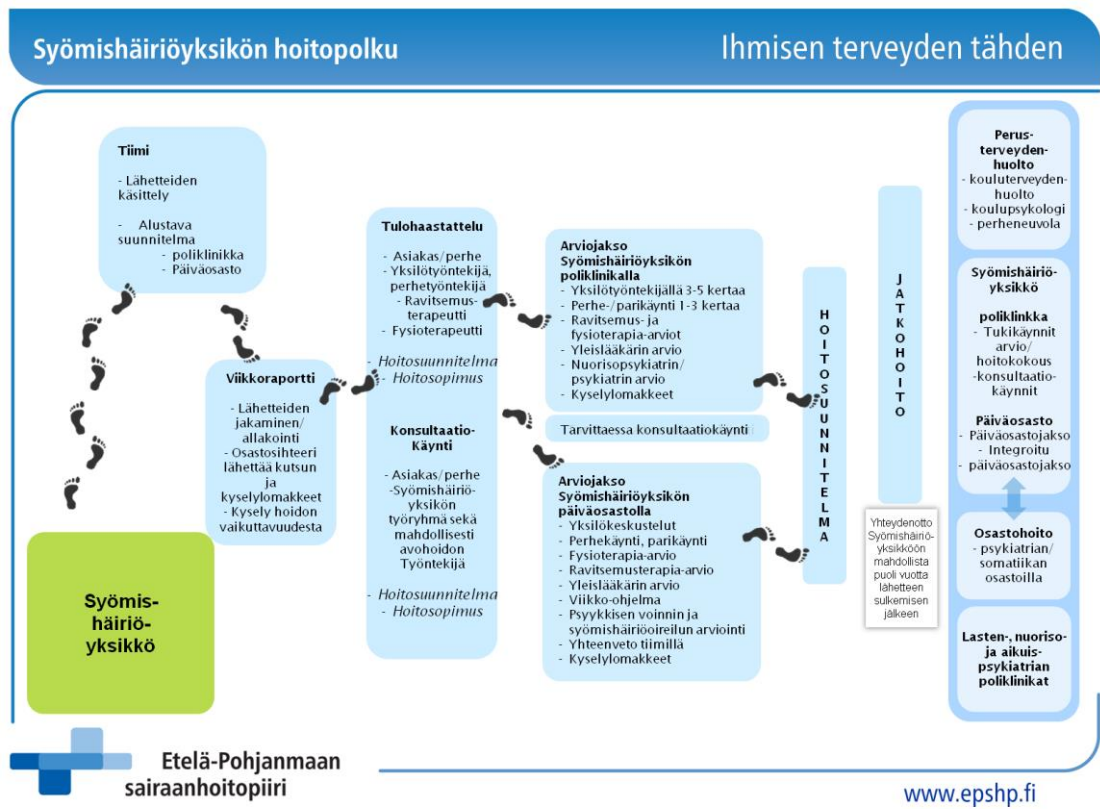 Syömishäiriöyksikön hoitopolku
Ihmisen terveyden tähden
Tiimi
- Lähetteiden
käsittely
- Alustava
suunnitelma
- poliklinikka
- Päiväosasto
Syömis-
häiriö-
yksikkö
Viikkoraportti
- Lähetteiden
jakaminen/
allakointi
- Osastosihteeri
lähettää kutsun
ja
kyselylomakkeet
- Kysely hoidon
vaikuttavuudesta
Tulohaastattelu
- Asiakas/perhe
- Yksilötyöntekijä,
perhetyöntekijä
- Ravitsemus-
terapeutti
- Fysioterapeutti
- Hoitosuunnitelma
- Hoitosopimus
Konsultaatio-
Käynti
- Asiakas/perhe
-Syömishäiriö-
yksikön
työryhmä sekä
mahdollisesti
avohoidon
Työntekijä
- Hoitosuunnitelma
- Hoitosopimus
Arviojakso
Syömishäiriöyksikön
poliklinikalla
- Yksilötyöntekijällä 3-5 kertaa
- Perhe-/parikäynti 1-3 kertaa
- Ravitsemus- ja
fysioterapia-arviot
- Yleislääkärin arvio
- Nuorisopsykiatrin/
psykiatrin arvio
- Kyselylomakkeet
Tarvittaessa konsultaatiokäynti
Arviojakso
Syömishäiriöyksikön
päiväosastolla
- Yksilökeskustelut
- Perhekäynti, parikäynti
- Fysioterapia-arvio
- Ravitsemusterapia-arvio
- Yleislääkärin arvio
- Viikko-ohjelma
- Psyykkisen voinnin ja
syömishäiriöoireilun arviointi
- Yhteenveto tiimillä
- Kyselylomakkeet
HOITOSUUNNITELMA
JATKOHOITO
Yhteydenotto
Syömishäiriö-
yksikköön
mahdollista
puoli vuotta
lähetteen
sulkemisen
jälkeen
Perus-
terveyden-
huolto
- kouluterveyden-
huolto
- koulupsykologi
- perheneuvola
Syömishäiriö-
yksikkö
poliklinkka
- Tukikäynnit
arvio/
hoitokokous
-konsultaatio-
käynnit
Päiväosasto
- Päiväosastojakso
- Integroitu
- päiväosastojakso
Osastohoito
- psykiatrian/
somatiikan
osastoilla
Lasten-, nuoriso-
ja aikuis-
psykiatrian
poliklinikat
Etelä-Pohjanmaan
sairaanhoitopiiri
www.epshp.fi